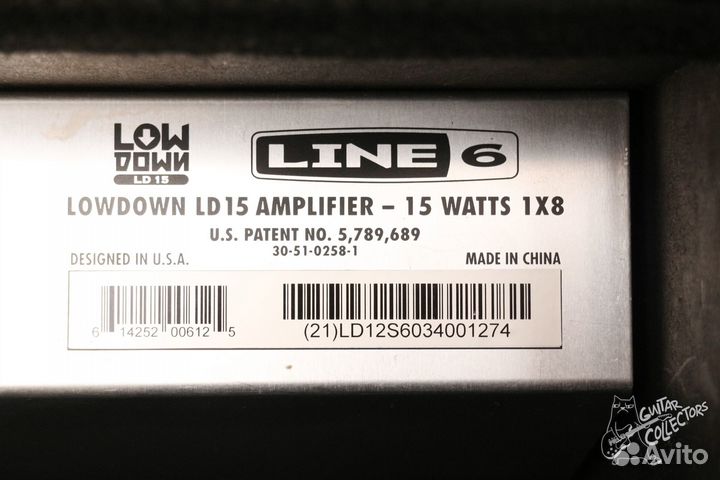 LOW
DOWN
LD 15
LINE 6
LOWDOWN LD15 AMPLIFIER – 15 WATTS 1X8
U.S. PATENT NO. 5,789,689
30-51-0258-1
DESIGNED IN U.S.A.
MADE IN CHINA
6 14252 00612 5
(21)LD12S6034001274
GUITAR
COLLECTORS
Avito